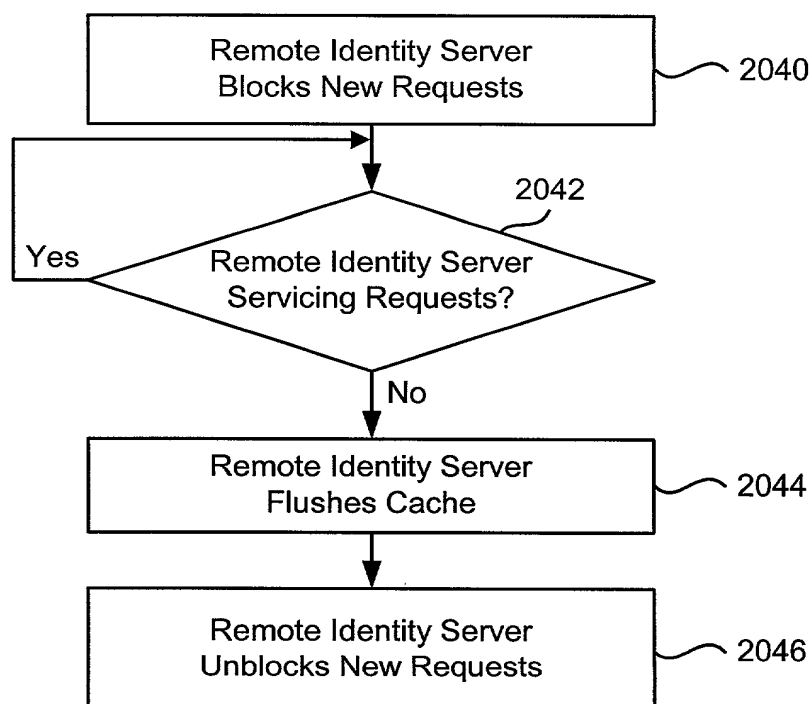 Remote Identity Server
Blocks New Requests
2040
2042
Yes
Remote Identity Server
Servicing Requests?
No
Remote Identity Server
Flushes Cache
2044
Remote Identity Server
Unblocks New Requests
2046